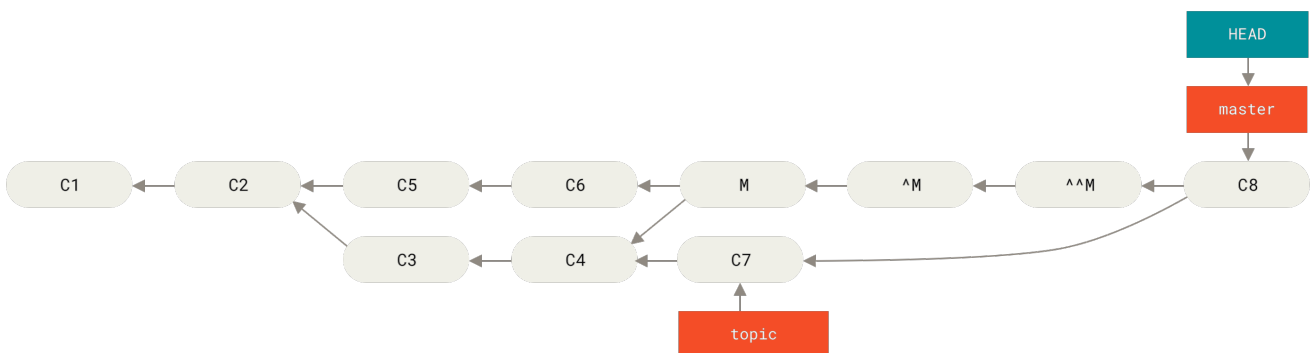 HEAD
master
C1 C2 C5 C6 M ^M ^^M C8
C3 C4 C7
topic